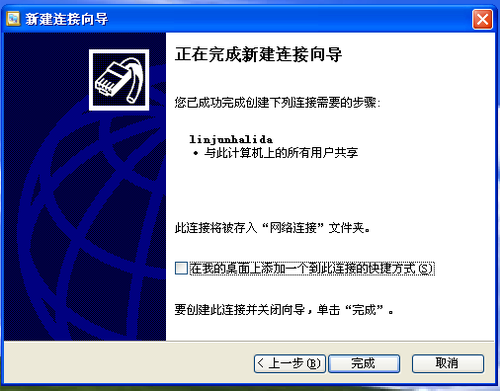 新建连接向导
正在完成新建连接向导
您已成功完成创建下列连接需要的步骤:
linjunhalida
• 与此计算机上的所有用户共享
此连接将被存入“网络连接”文件夹。
在我的桌面上添加一个到此连接的快捷方式(S)
要创建此连接并关闭向导，单击“完成”。
< 上一步(B)
完成
取消